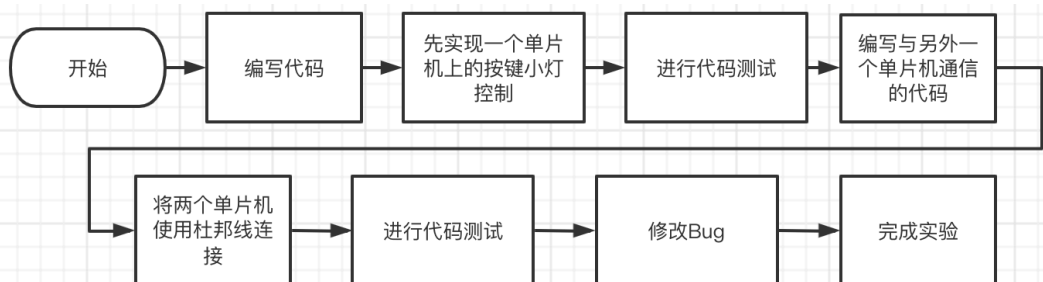 开始
编写代码
先实现一个单片
机上的按键小灯
控制
进行代码测试
编写与另外一
个单片机通信
的代码
将两个单片机
使用杜邦线连
接
进行代码测试
修改Bug
完成实验